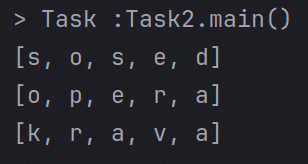 > Task :Task2.main()
[s, o, s, e, d]
[o, p, e, r, a]
[k, r, a, v, a]